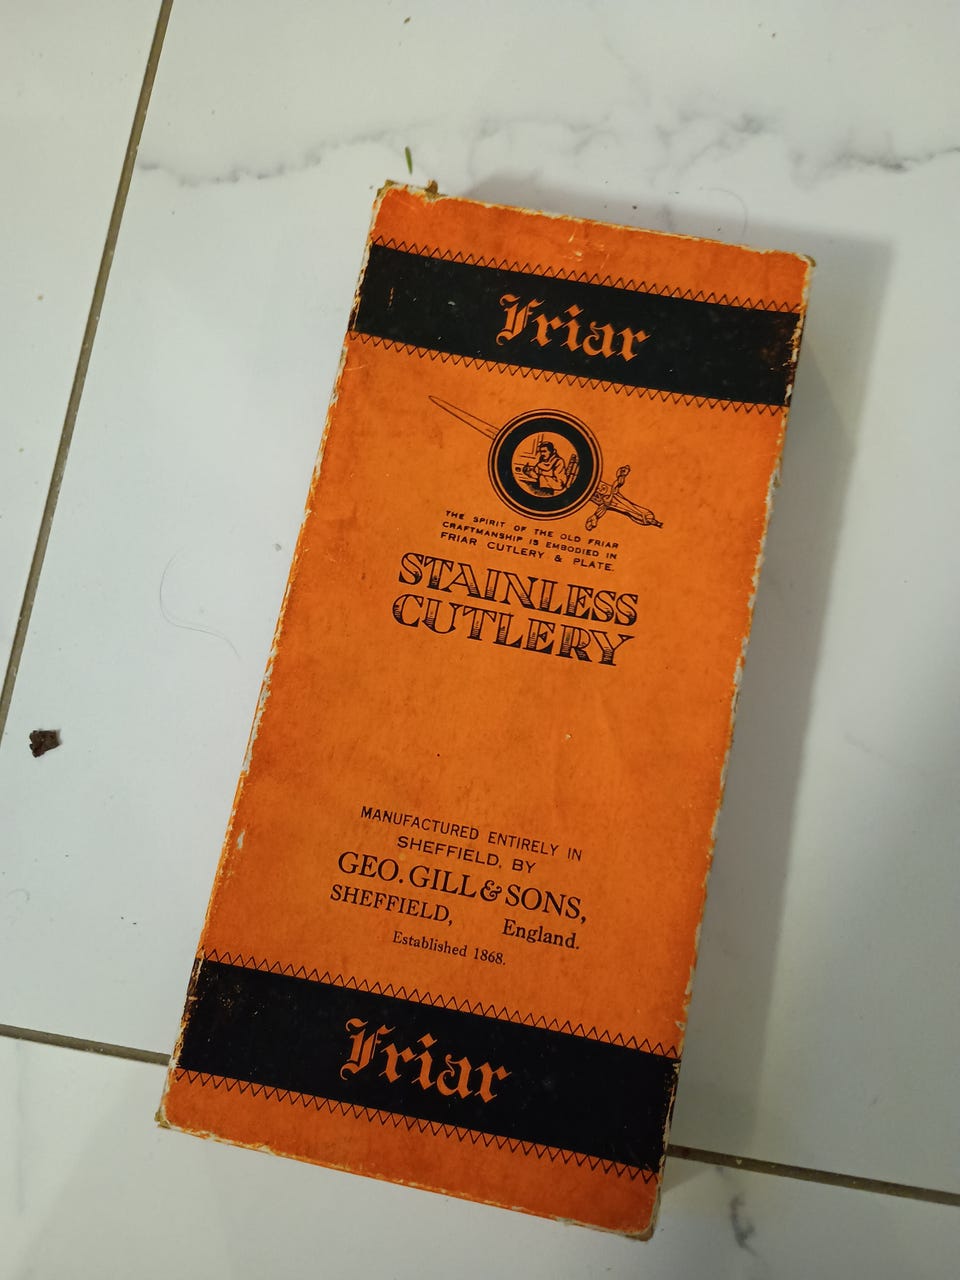 Friar
THE SPIRIT OF THE OLD FRIAR
CRAFTMANSHIP IS EMBODIED IN
FRIAR CUTLERY & PLATE.
STAINLESS
CUTLERY
MANUFACTURED ENTIRELY IN
SHEFFIELD, BY
GEO. GILL & SONS,
SHEFFIELD, England.
Established 1868.
Friar